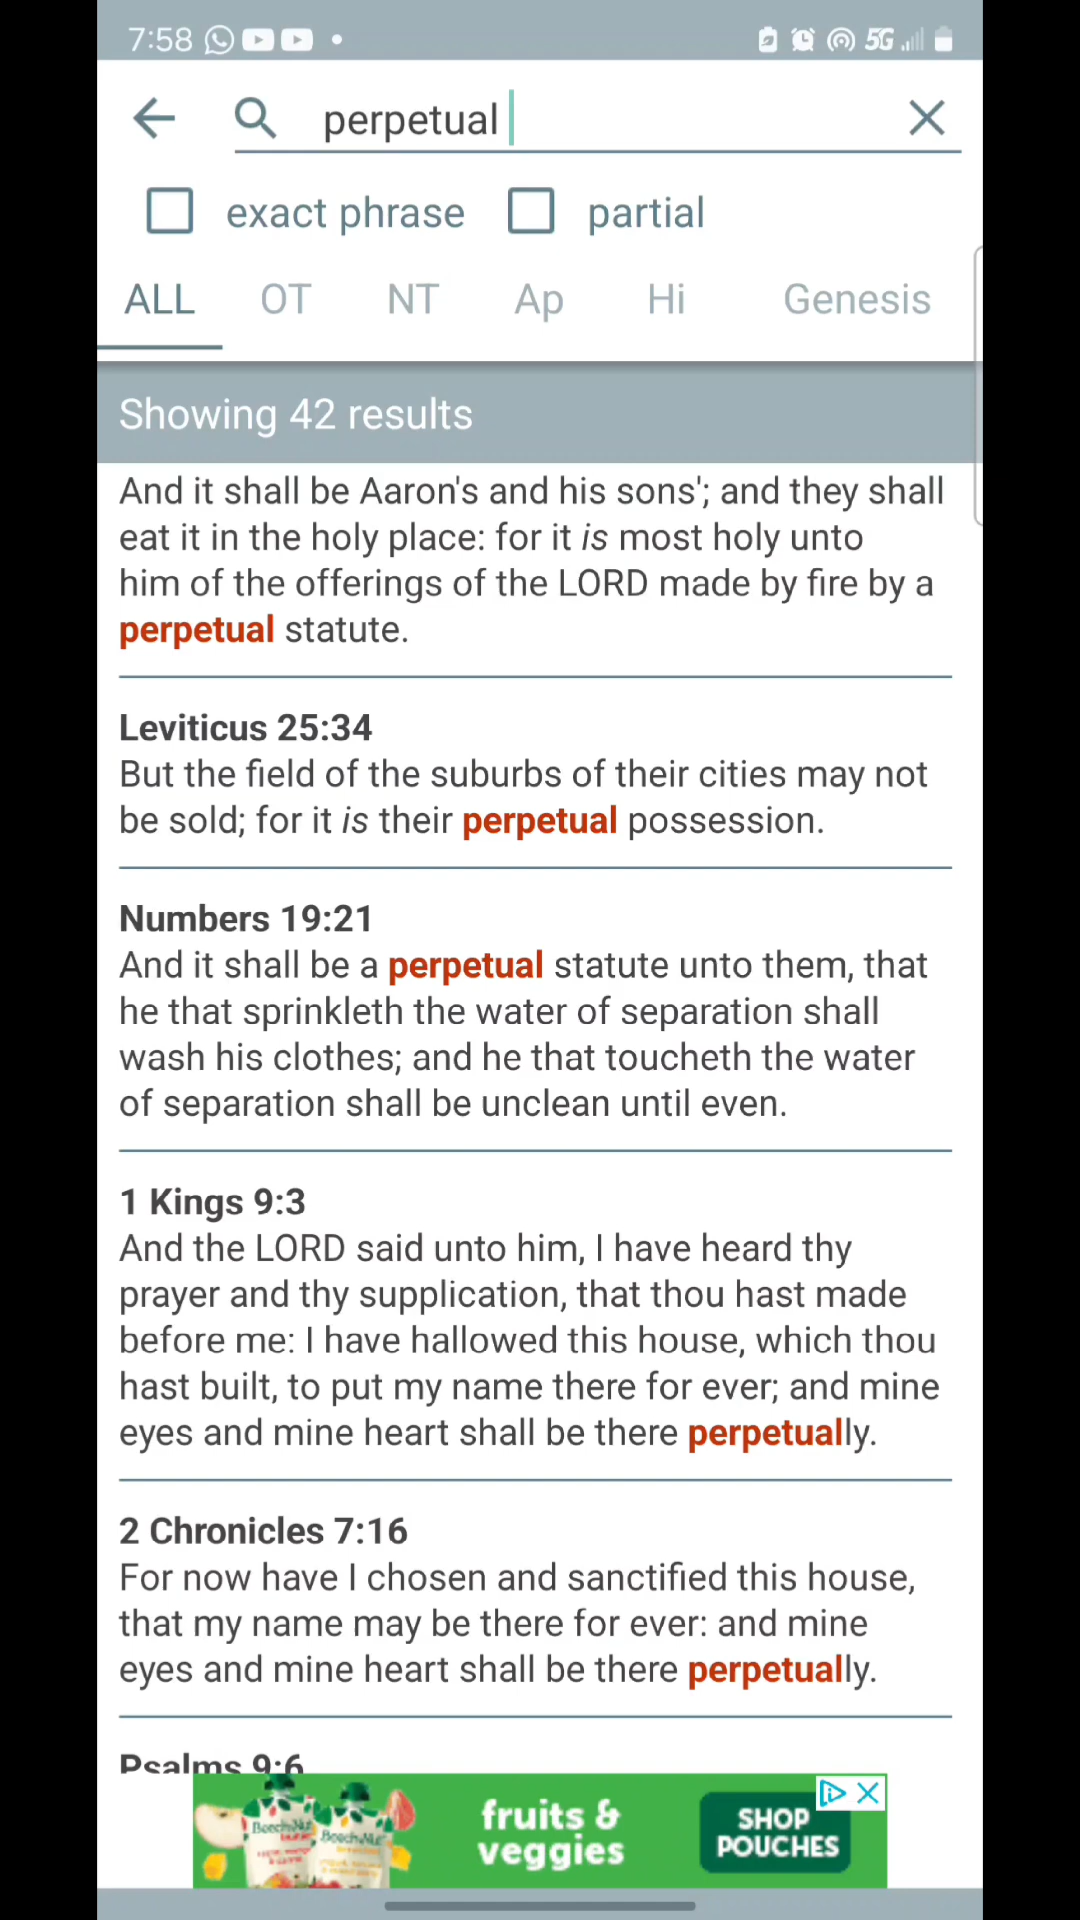 7:58
5G
perpetual
exact phrase partial
ALL OT NT Ap Hi Genesis
Showing 42 results
And it shall be Aaron's and his sons'; and they shall
eat it in the holy place: for it is most holy unto
him of the offerings of the LORD made by fire by a
perpetual statute.
Leviticus 25:34
But the field of the suburbs of their cities may not
be sold; for it is their perpetual possession.
Numbers 19:21
And it shall be a perpetual statute unto them, that
he that sprinkleth the water of separation shall
wash his clothes; and he that toucheth the water
of separation shall be unclean until even.
1 Kings 9:3
And the LORD said unto him, I have heard thy
prayer and thy supplication, that thou hast made
before me: I have hallowed this house, which thou
hast built, to put my name there for ever; and mine
eyes and mine heart shall be there perpetually.
2 Chronicles 7:16
For now have I chosen and sanctified this house,
that my name may be there for ever: and mine
eyes and mine heart shall be there perpetually.
Psalms 9:6
Beech-Nut
Beech-Nut
fruits &
veggies
SHOP
POUCHES